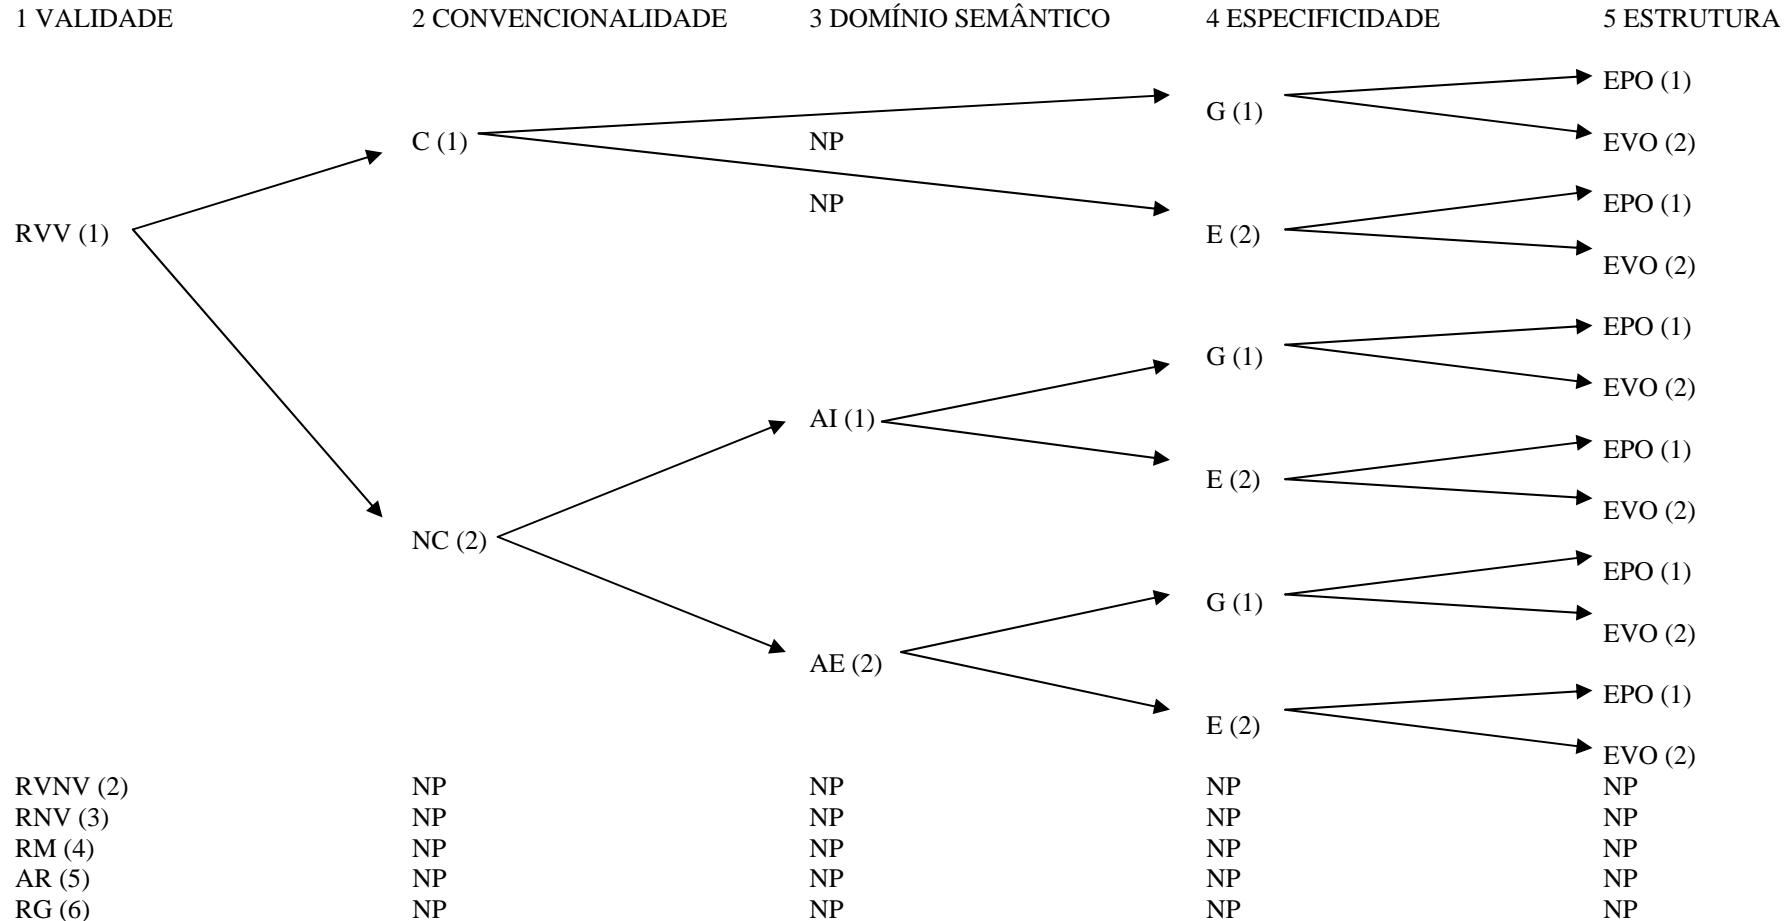 1 VALIDADE 2 CONVENCIONALIDADE 3 DOMÍNIO SEMÂNTICO 4 ESPECIFICIDADE 5 ESTRUTURA
EPO (1)
G (1)
C (1) NP EVO (2)
NP EPO (1)
RVV (1) E (2)
EVO (2)
EPO (1)
G (1)
EVO (2)
AI (1)
EPO (1)
E (2)
EVO (2)
NC (2)
EPO (1)
G (1)
EVO (2)
AE (2)
EPO (1)
E (2)
EVO (2)
RVNV (2) NP NP NP NP
RNV (3) NP NP NP NP
RM (4) NP NP NP NP
AR (5) NP NP NP NP
RG (6) NP NP NP NP